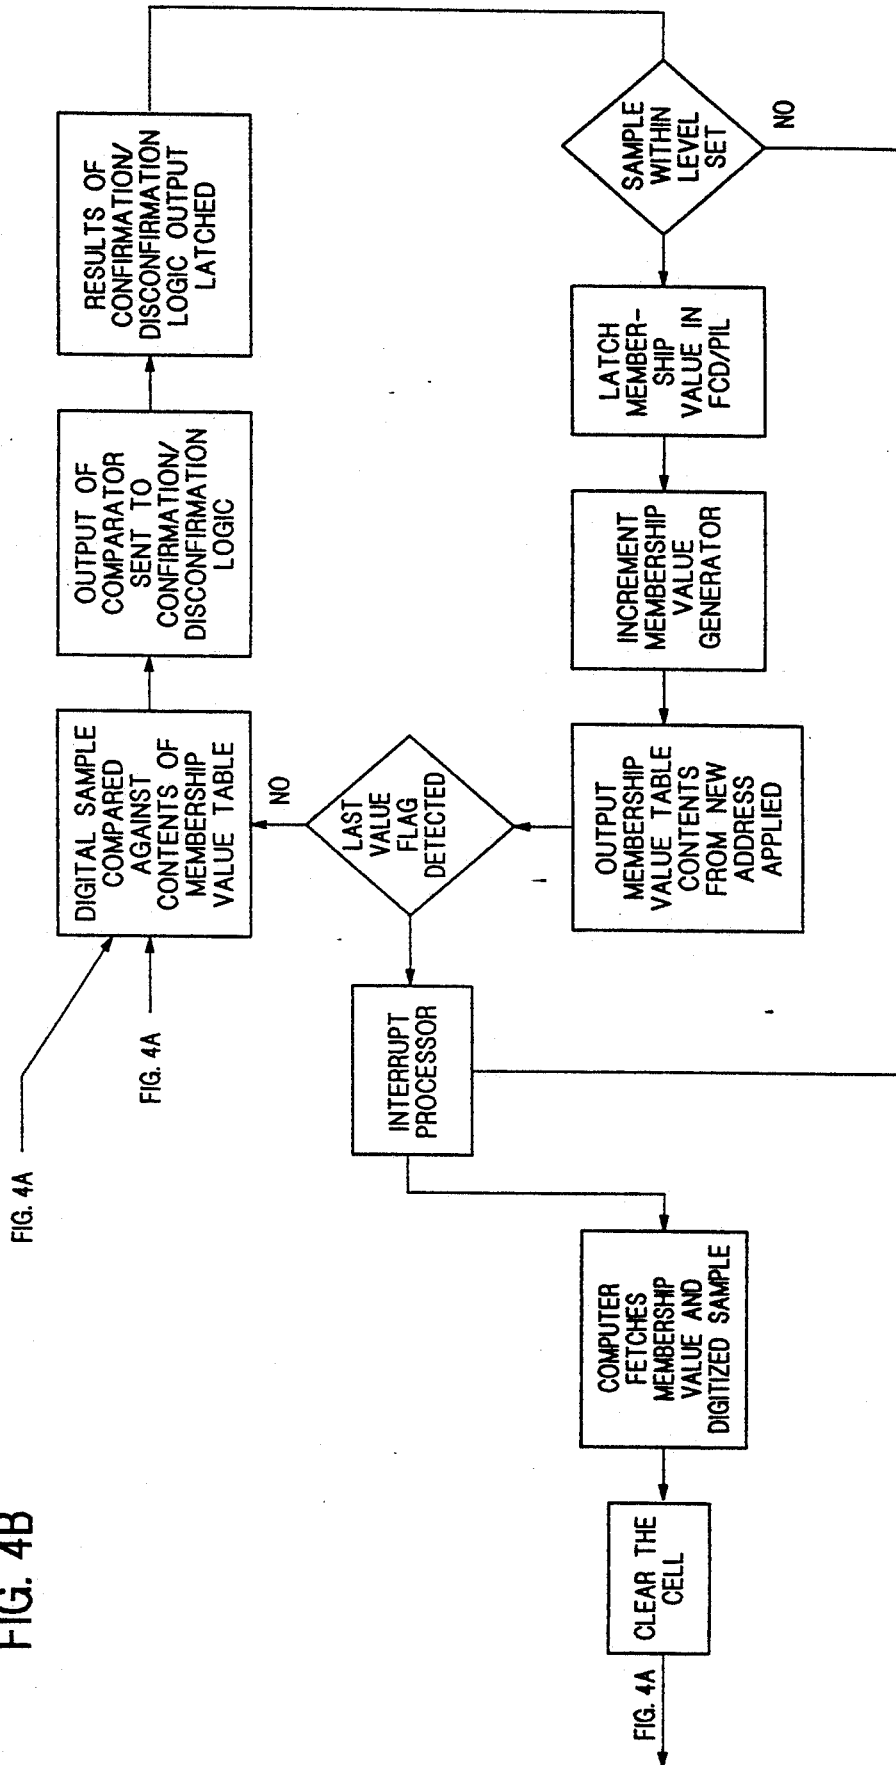 FIG. 4B
FIG. 4A
FIG. 4A
DIGITAL SAMPLE
COMPARED
AGAINST
CONTENTS OF
MEMBERSHIP
VALUE TABLE
OUTPUT OF
COMPARATOR
SENT TO
CONFIRMATION/
DISCONFIRMATION
LOGIC
RESULTS OF
CONFIRMATION/
DISCONFIRMATION
LOGIC OUTPUT
LATCHED
INTERRUPT
PROCESSOR
LAST
VALUE
FLAG
DETECTED
NO
FIG. 4A
CLEAR THE
CELL
COMPUTER
FETCHES
MEMBERSHIP
VALUE AND
DIGITIZED SAMPLE
OUTPUT
MEMBERSHIP
VALUE TABLE
CONTENTS
FROM NEW
ADDRESS
APPLIED
INCREMENT
MEMBERSHIP
VALUE
GENERATOR
LATCH
MEMBER-
SHIP
VALUE IN
FCD/PIL
SAMPLE
WITHIN
LEVEL
SET
NO